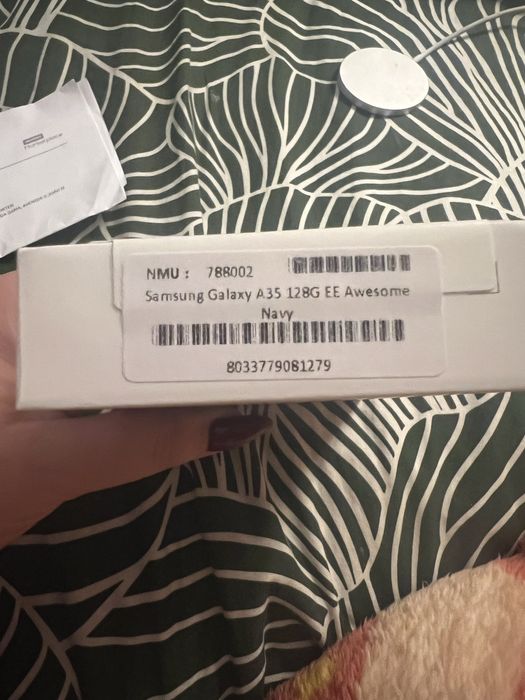 NMU : 788002
Samsung Galaxy A35 128G EE Awesome
Navy
8033779081279